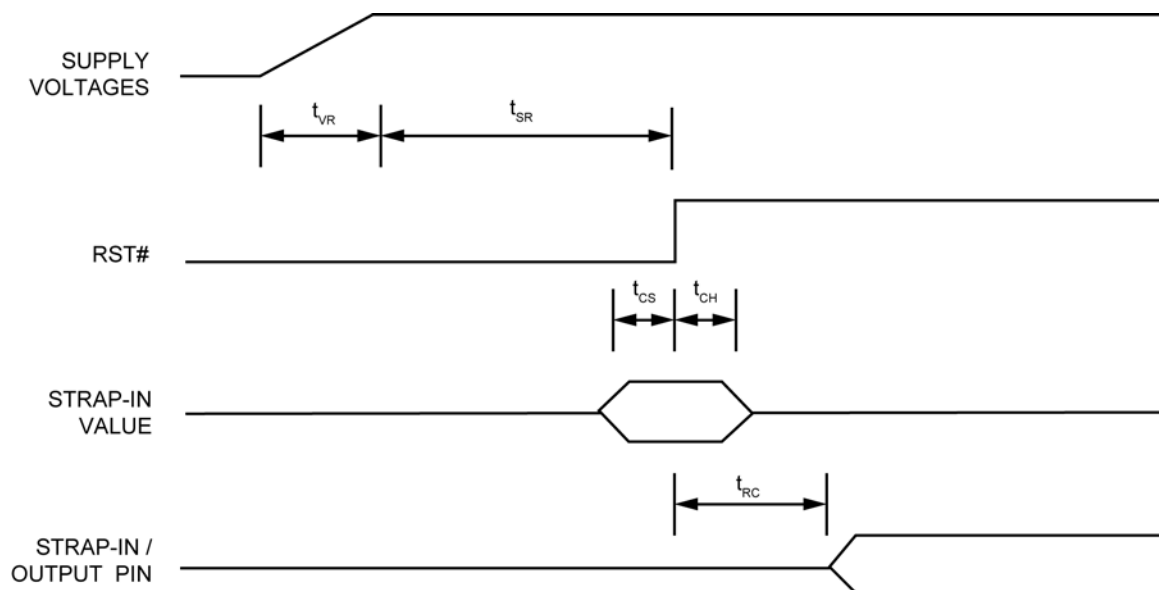 SUPPLY
VOLTAGES
tVR
tSR
RST#
tCS
tCH
STRAP-IN
VALUE
tRC
STRAP-IN /
OUTPUT PIN